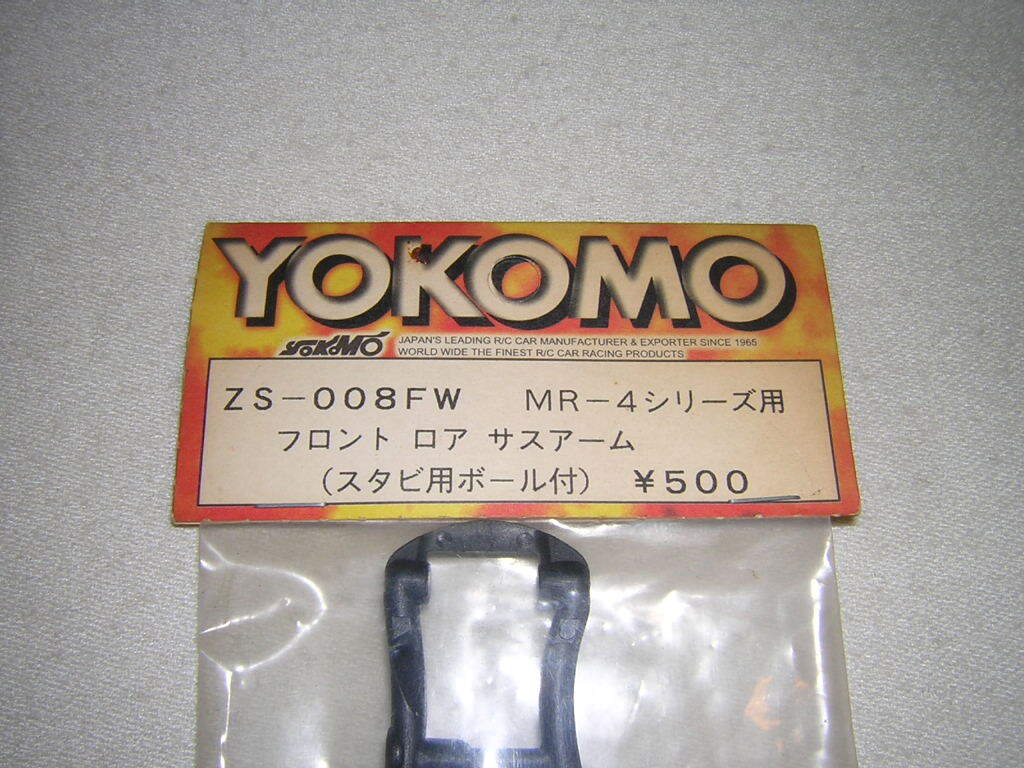 YOKOMO
YOKOMO JAPAN'S LEADING R/C CAR MANUFACTURER & EXPORTER SINCE 1965
WORLD WIDE THE FINEST R/C CAR RACING PRODUCTS
ZS-008FW MR-4シリーズ用
フロント ロア サスアーム
(スタビ用ボール付) ¥500